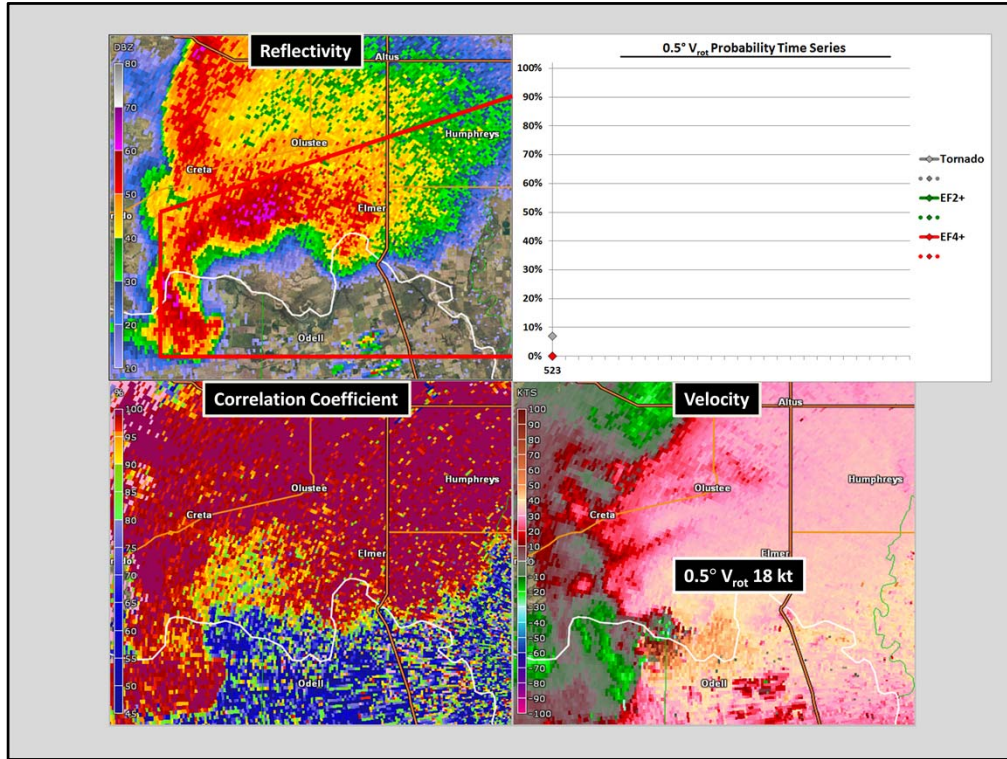 DBZ
Reflectivity
Altus
80
70
60
50
40
30
20
10
Humphreys
Olustee
Creta
Elmer
Odell
0.5° Vrot Probability Time Series
100%
90%
80%
70%
60%
50%
40%
30%
20%
10%
0%
523
Tornado
EF2+
EF4+
%
Correlation Coefficient
100
95
90
85
80
75
70
65
60
55
50
45
Humphreys
Olustee
Creta
Elmer
Odell
KTS
Velocity
Altus
100
90
80
70
60
50
40
30
20
10
0
-10
-20
-30
-40
-50
-60
-70
-80
-90
-100
Humphreys
Olustee
Creta
Elmer
0.5° Vrot 18 kt
Odell